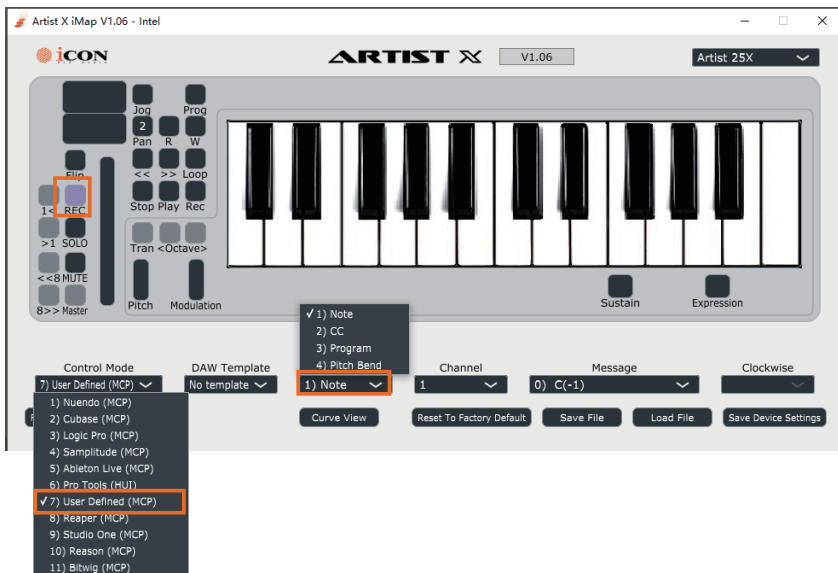 Artist X iMap V1.06 - Intel
iCON
PRO AUDIO
ARTIST X
V1.06
Artist 25X
Jog
Prog
2
Pan R W
Flip
<< >> Loop
1< REC
Stop Play Rec
>1 SOLO
Tran <Octave>
<<8 MUTE
8>> Master
Pitch Modulation
Sustain Expression
✓ 1) Note
2) CC
3) Program
4) Pitch Bend
Control Mode DAW Template Channel Message Clockwise
7) User Defined (MCP) No template 1) Note 1 0) C(-1)
Curve View Reset To Factory Default Save File Load File Save Device Settings
1) Nuendo (MCP)
2) Cubase (MCP)
3) Logic Pro (MCP)
4) Samplitude (MCP)
5) Ableton Live (MCP)
6) Pro Tools (HUI)
✓ 7) User Defined (MCP)
8) Reaper (MCP)
9) Studio One (MCP)
10) Reason (MCP)
11) Bitwig (MCP)